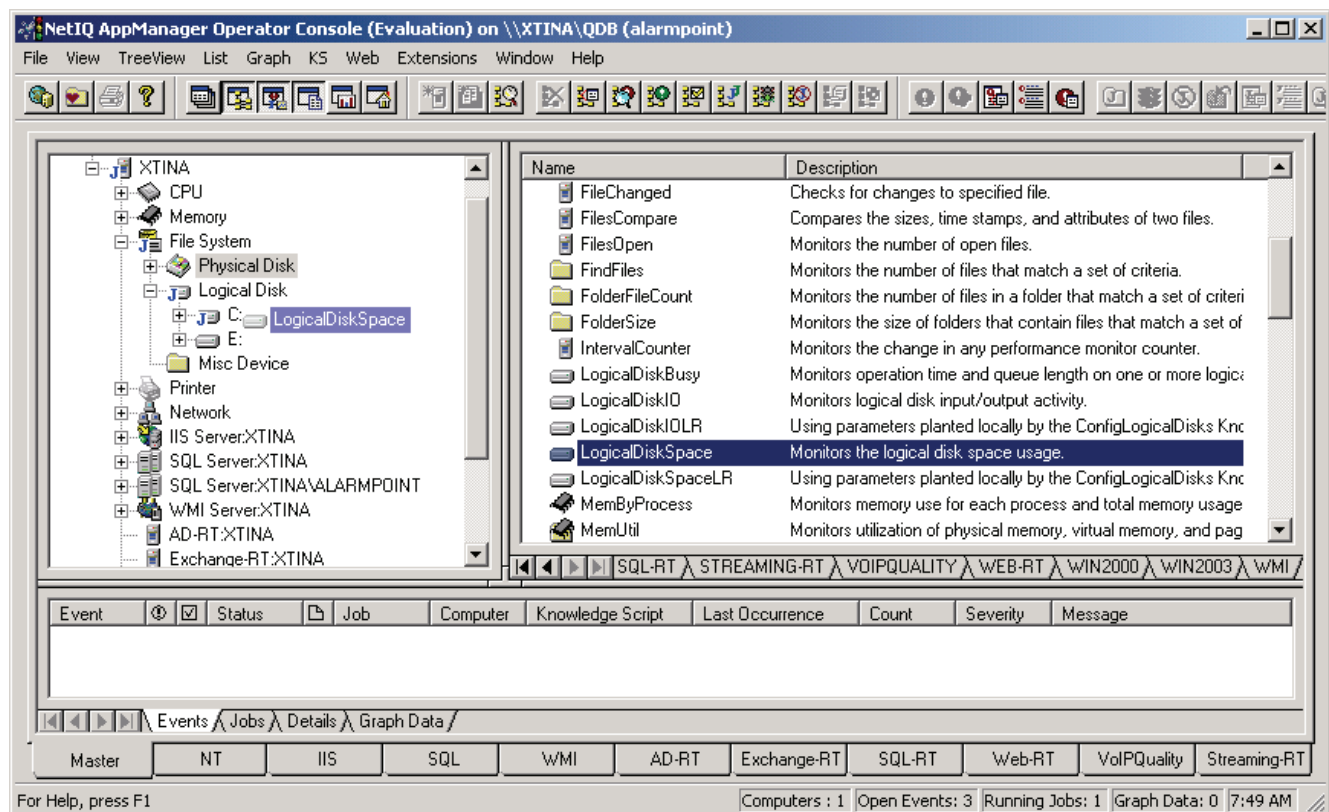 NetIQ AppManager Operator Console (Evaluation) on \\XTINA\QDB (alarmpoint)
File View TreeView List Graph KS Web Extensions Window Help
XTINA
CPU
Memory
File System
Physical Disk
Logical Disk
C: LogicalDiskSpace
E:
Misc Device
Printer
Network
IIS Server:XTINA
SQL Server:XTINA
SQL Server:XTINA\ALARMPOINT
WMI Server:XTINA
AD-RT:XTINA
Exchange-RT:XTINA
Name Description
FileChanged Checks for changes to specified file.
FilesCompare Compares the sizes, time stamps, and attributes of two files.
FilesOpen Monitors the number of open files.
FindFiles Monitors the number of files that match a set of criteria.
FolderFileCount Monitors the number of files in a folder that match a set of criteri
FolderSize Monitors the size of folders that contain files that match a set of
IntervalCounter Monitors the change in any performance monitor counter.
LogicalDiskBusy Monitors operation time and queue length on one or more logica
LogicalDiskIO Monitors logical disk input/output activity.
LogicalDiskIOLR Using parameters planted locally by the ConfigLogicalDisks Knc
LogicalDiskSpace Monitors the logical disk space usage.
LogicalDiskSpaceLR Using parameters planted locally by the ConfigLogicalDisks Knc
MemByProcess Monitors memory use for each process and total memory usage
MemUtil Monitors utilization of physical memory, virtual memory, and pag
SQL-RT STREAMING-RT VOIPQUALITY WEB-RT WIN2000 WIN2003 WMI
Event Status Job Computer Knowledge Script Last Occurrence Count Severity Message
Events Jobs Details Graph Data
Master NT IIS SQL WMI AD-RT Exchange-RT SQL-RT Web-RT VoIPQuality Streaming-RT
For Help, press F1 Computers : 1 Open Events: 3 Running Jobs: 1 Graph Data: 0 7:49 AM